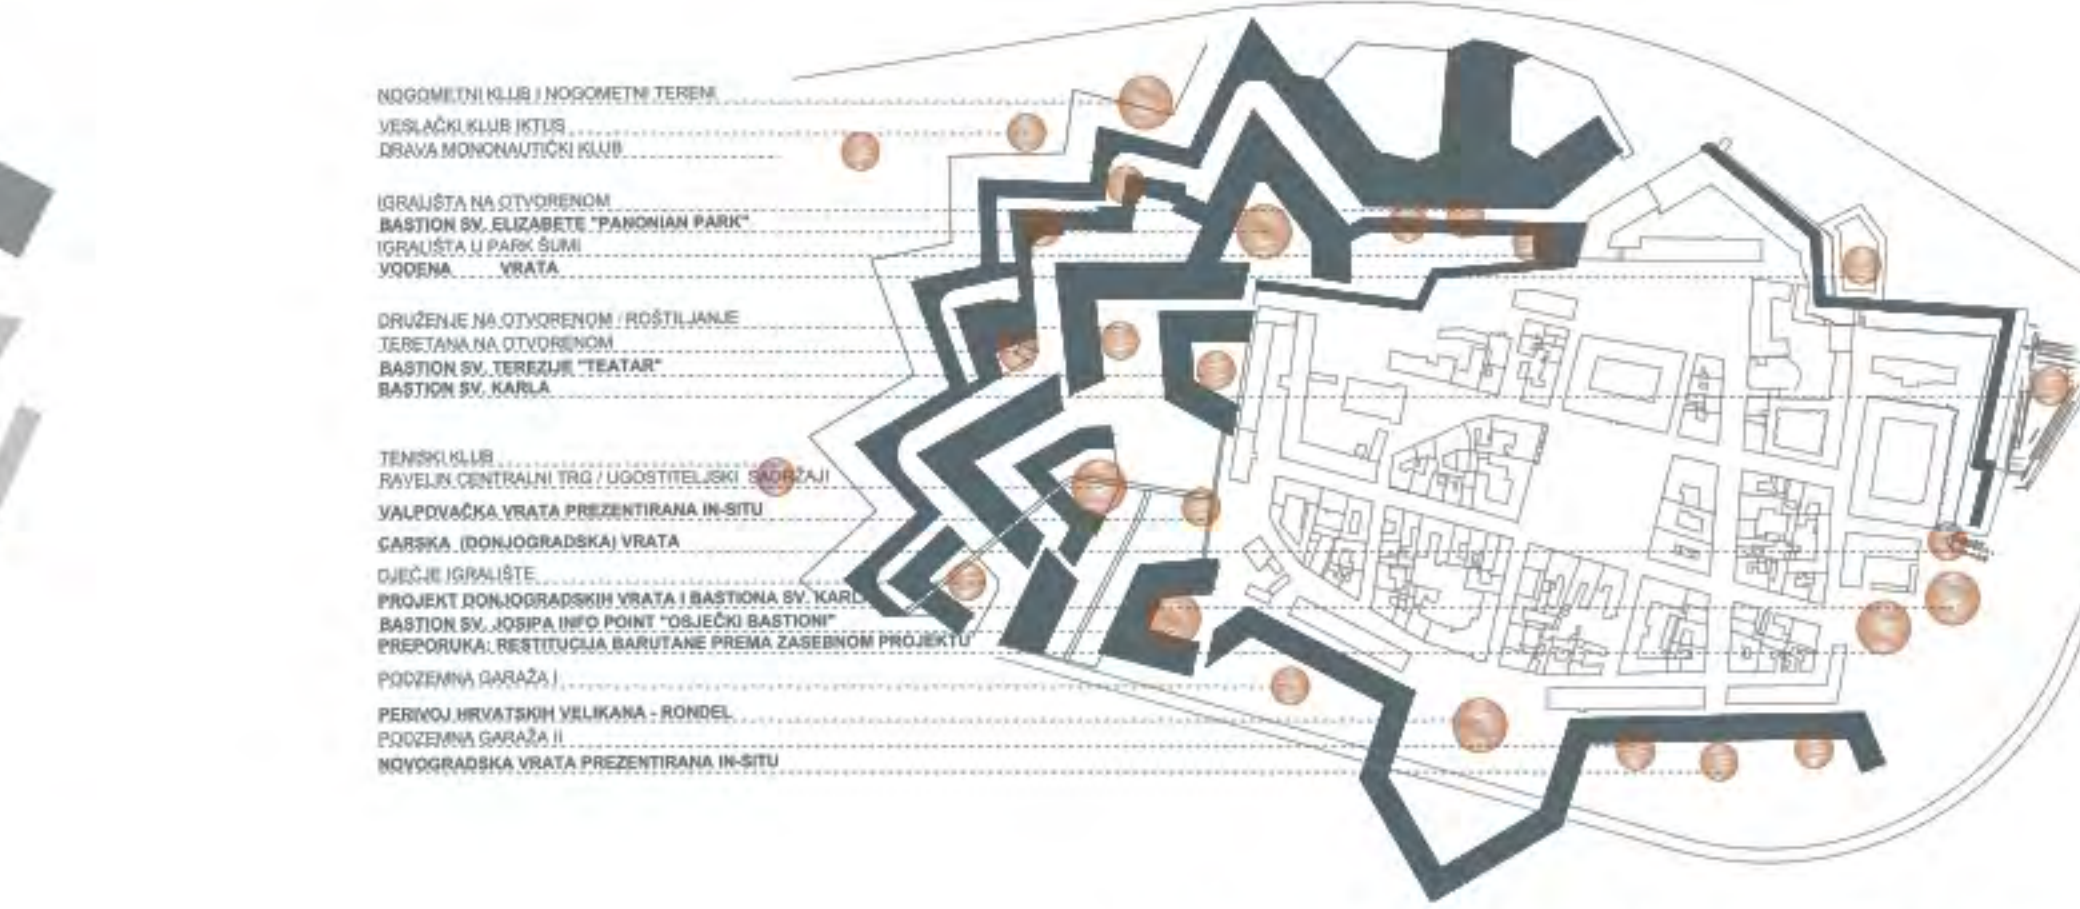 NOGOMETNI KLUB I NOGOMETNI TERENI
VESLAČKI KLUB IKTUS
DRAVA MONONAUTIČKI KLUB
IGRALIŠTA NA OTVORENOM
BASTION SV. ELIZABETE "PANONIAN PARK"
IGRALIŠTA U PARK ŠUMI
VODENA VRATA
DRUŽENJE NA OTVORENOM / ROŠTILJANJE
TERETANA NA OTVORENOM
BASTION SV. TEREZIJE "TEATAR"
BASTION SV. KARLA
TENISKI KLUB
RAVELIN CENTRALNI TRG / UGOSTITELJSKI SADRŽAJI
VALPOVAČKA VRATA PREZENTIRANA IN-SITU
CARSKA (DONJOGRADSKA) VRATA
DJEČJE IGRALIŠTE
PROJEKT DONJOGRADSKIH VRATA I BASTIONA SV. KARLA
BASTION SV. JOSIPA INFO POINT "OSJEČKI BASTIONI"
PREPORUKA: RESTITUCIJA BARUTANE PREMA ZASEBNOM PROJEKTU
PODZEMNA GARAŽA I
PERIVOJ HRVATSKIH VELIKANA - RONDEL
PODZEMNA GARAŽA II
NOVOGRADSKA VRATA PREZENTIRANA IN-SITU